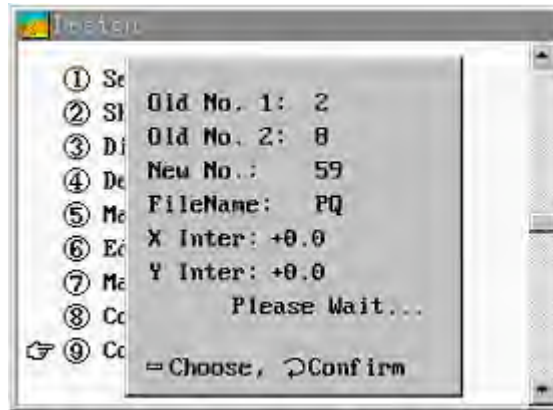 Design
① Se
② Sh
③ Di
④ De
⑤ Ma
⑥ Ed
⑦ Ma
⑧ Co
⑨ Co
Old No. 1: 2
Old No. 2: 8
New No.: 59
FileName: PQ
X Inter: +0.0
Y Inter: +0.0
Please Wait...
Choose, Confirm